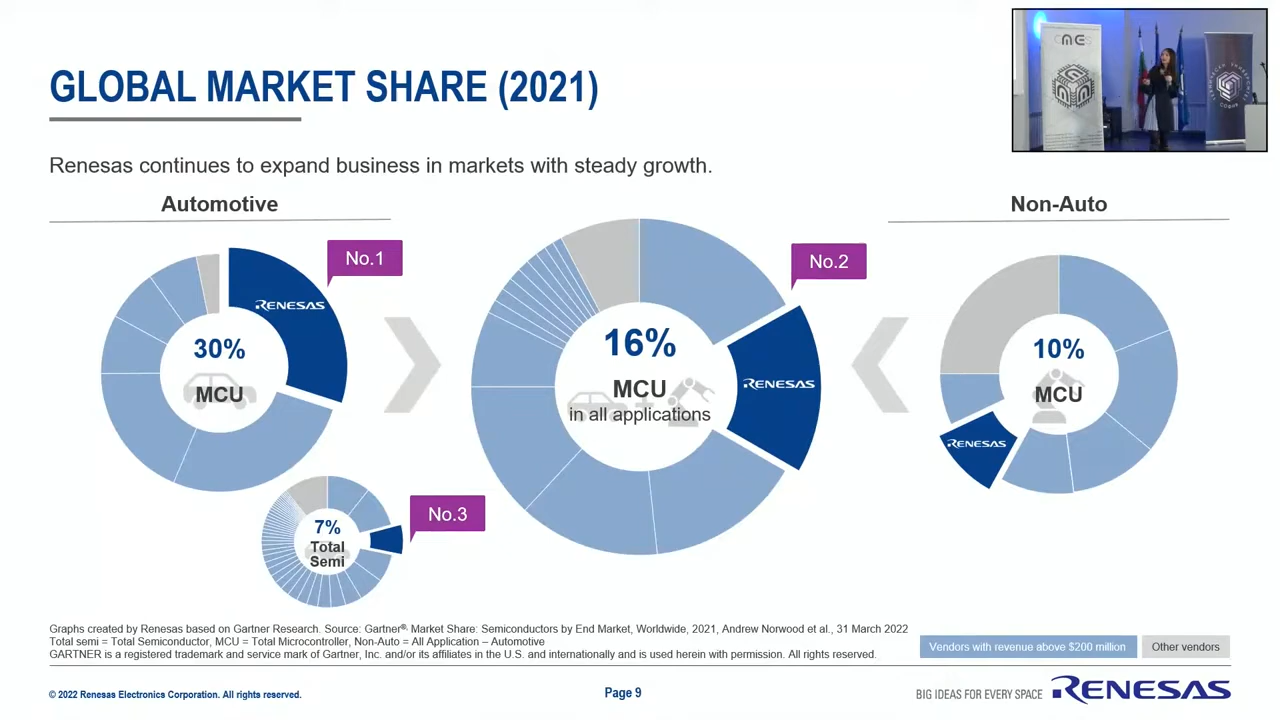 GLOBAL MARKET SHARE (2021)
Renesas continues to expand business in markets with steady growth.
Automotive
No.1
RENESAS
30%
MCU
No.3
7%
Total
Semi
No.2
16%
MCU
in all applications
RENESAS
Non-Auto
10%
MCU
RENESAS
Graphs created by Renesas based on Gartner Research. Source: Gartner®, Market Share: Semiconductors by End Market, Worldwide, 2021, Andrew Norwood et al., 31 March 2022
Total semi = Total Semiconductor, MCU = Total Microcontroller, Non-Auto = All Application – Automotive
GARTNER is a registered trademark and service mark of Gartner, Inc. and/or its affiliates in the U.S. and internationally and is used herein with permission. All rights reserved.
Vendors with revenue above $200 million
Other vendors
© 2022 Renesas Electronics Corporation. All rights reserved.
Page 9
BIG IDEAS FOR EVERY SPACE
RENESAS